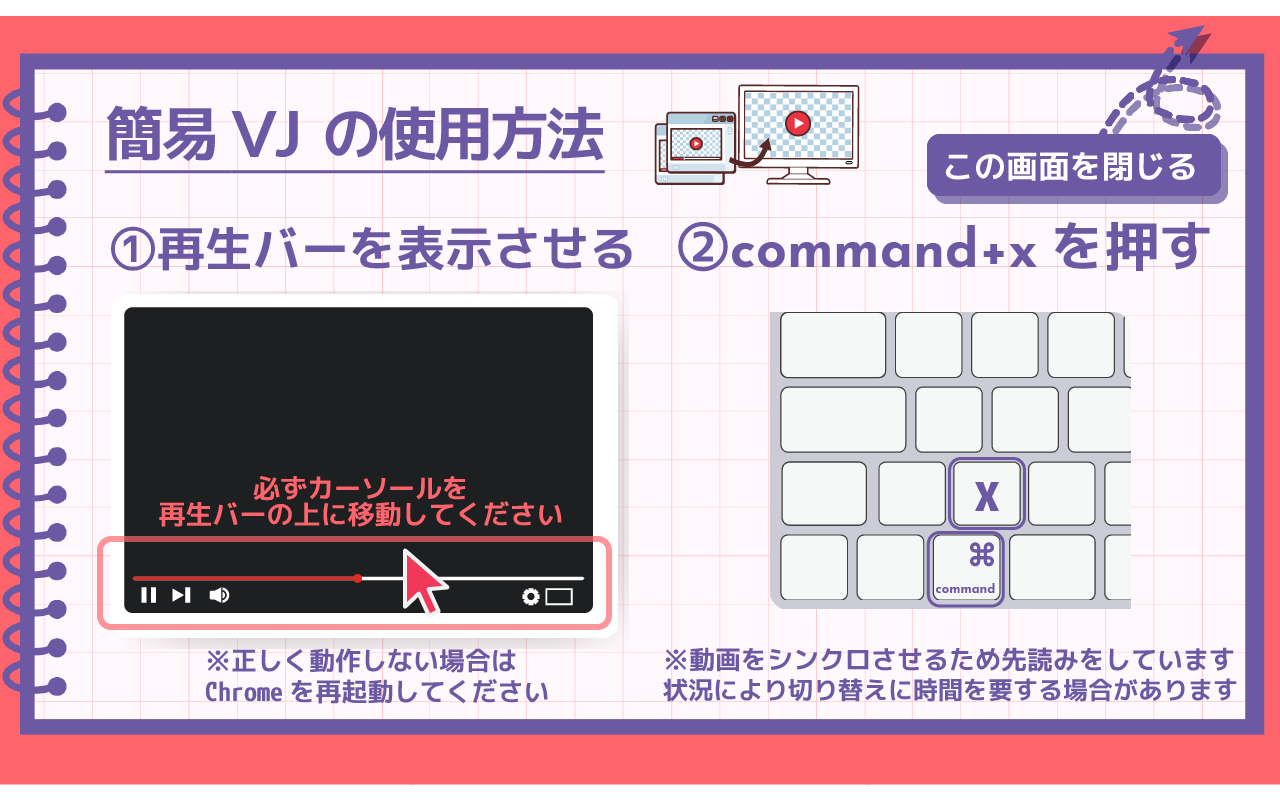 簡易 VJ の使用方法
この画面を閉じる
①再生バーを表示させる
②command+x を押す
必ずカーソールを
再生バーの上に移動してください
X
⌘
command
※正しく動作しない場合は
Chrome を再起動してください
※動画をシンクロさせるため先読みをしています
状況により切り替えに時間を要する場合があります